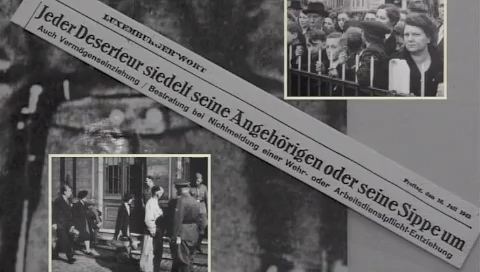 LUXEMBURGER WORT
Jeder Deserteur siedelt seine Angehörigen oder seine Sippe um
Auch Vermögenseinziehung / Bestrafung bei Nichtmeldung einer Wehr- oder Arbeitsdienstpflicht-Entziehung
Freitag, den 16. Juli 1943